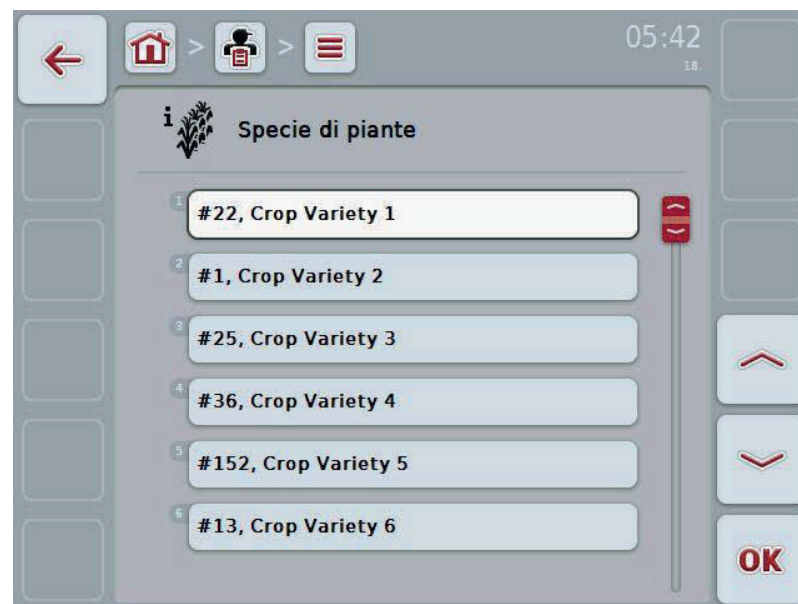 > >
05:42
18.
i
Specie di piante
1
#22, Crop Variety 1
2
#1, Crop Variety 2
3
#25, Crop Variety 3
4
#36, Crop Variety 4
5
#152, Crop Variety 5
6
#13, Crop Variety 6
OK